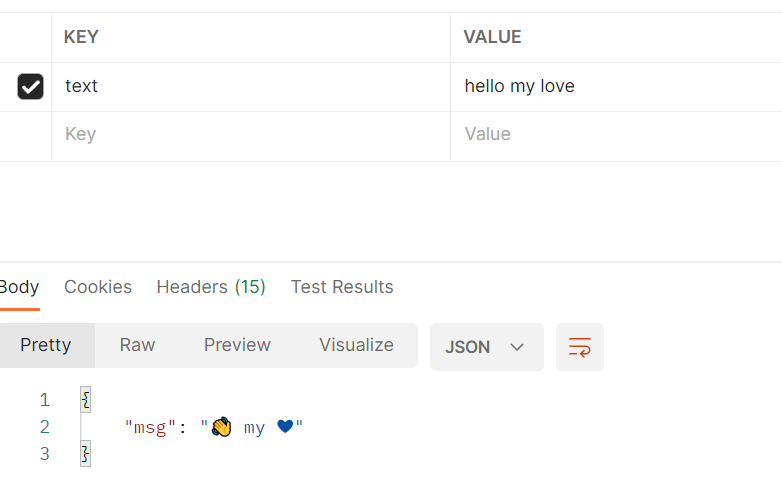 KEY VALUE
text hello my love
Key Value
Body Cookies Headers (15) Test Results
Pretty Raw Preview Visualize JSON
1 {
2 "msg": "👋 my 💙"
3 }